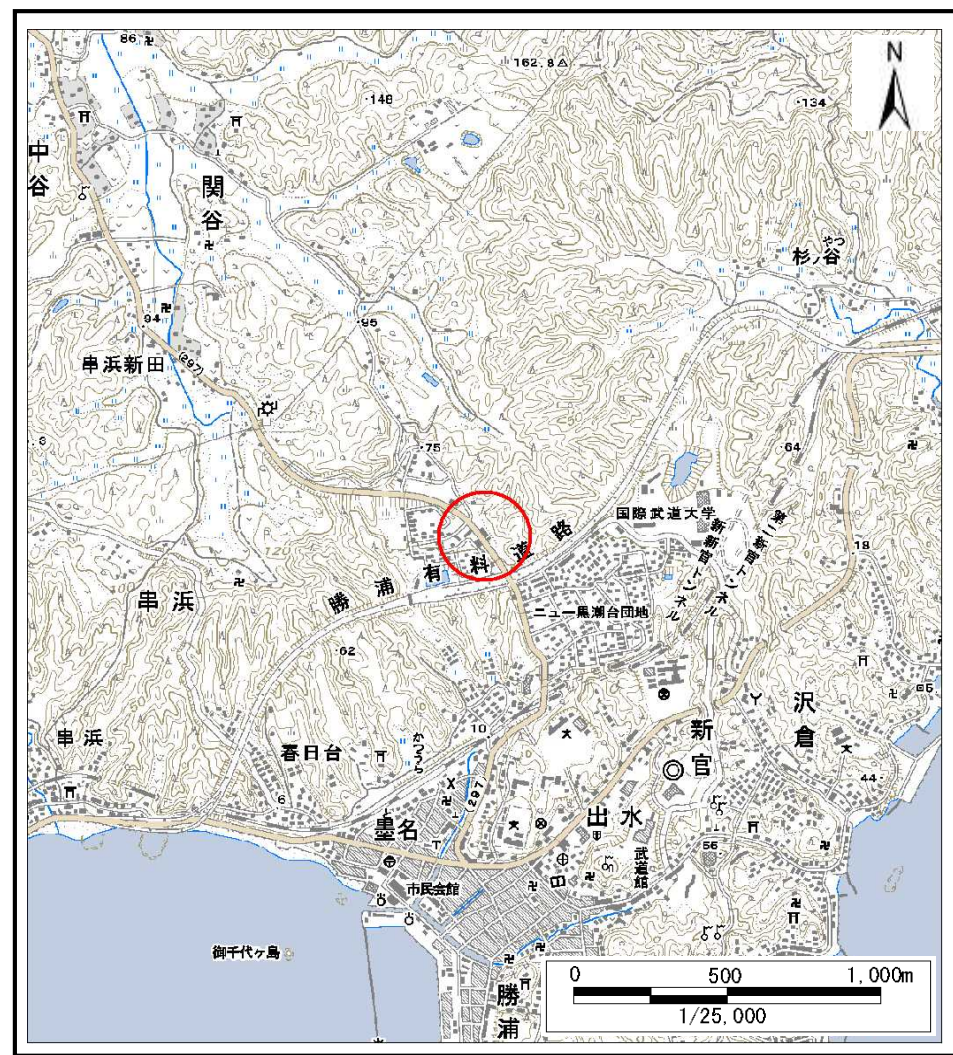 86
162.8
N
148
134
中谷
関谷
やつ
杉ノ谷
94
95
串浜新田
(297)
75
64
国際武道大学
新新官トンネル
第二新官トンネル
18
勝浦有料道路
串浜
ニュー黒潮台団地
62
沢倉
串浜
春日台
かつうら
10
新官
44
6
(297)
墨名
出水
56
武道館
市民会館
御千代ヶ島
勝浦
0 500 1,000m
1/25,000